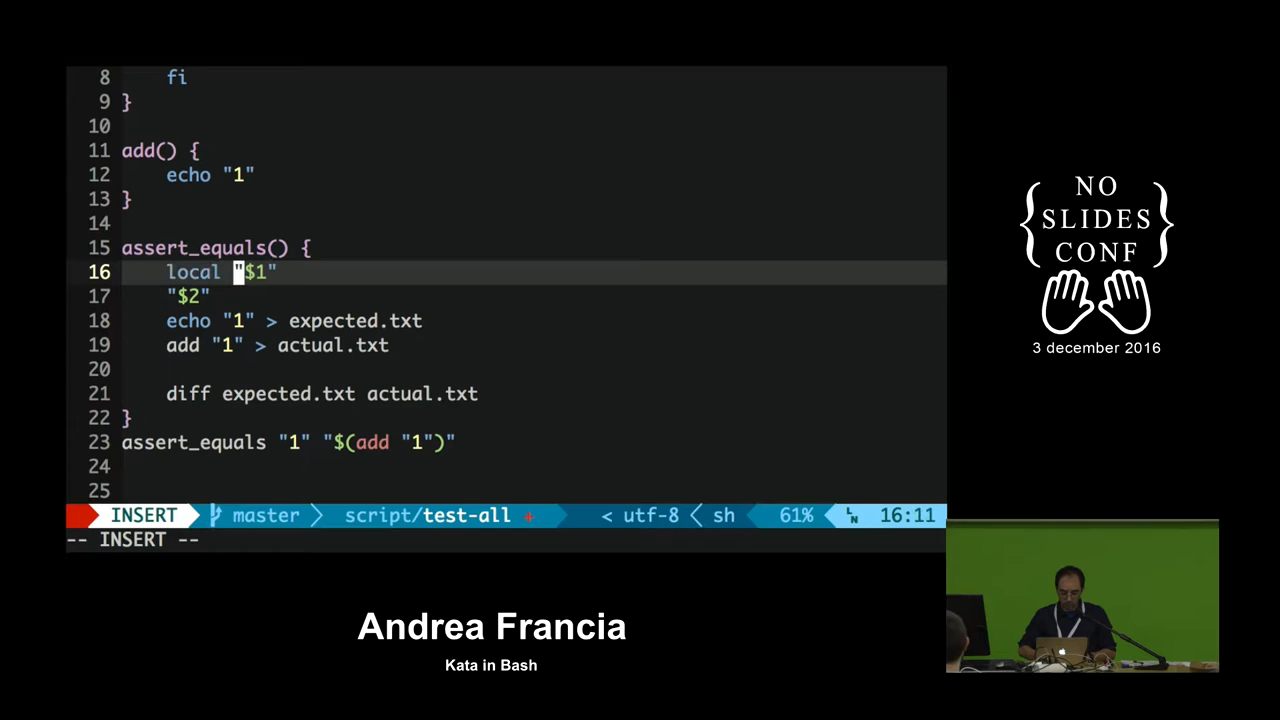 8 fi
9 }
10
11 add() {
12 echo "1"
13 }
14
15 assert_equals() {
16 local "$1"
17 "$2"
18 echo "1" > expected.txt
19 add "1" > actual.txt
20
21 diff expected.txt actual.txt
22 }
23 assert_equals "1" "$(add "1")"
24
25
INSERT master script/test-all + < utf-8 < sh 61% LN 16:11
-- INSERT --
{ NO
SLIDES
CONF }
3 december 2016
Andrea Francia
Kata in Bash